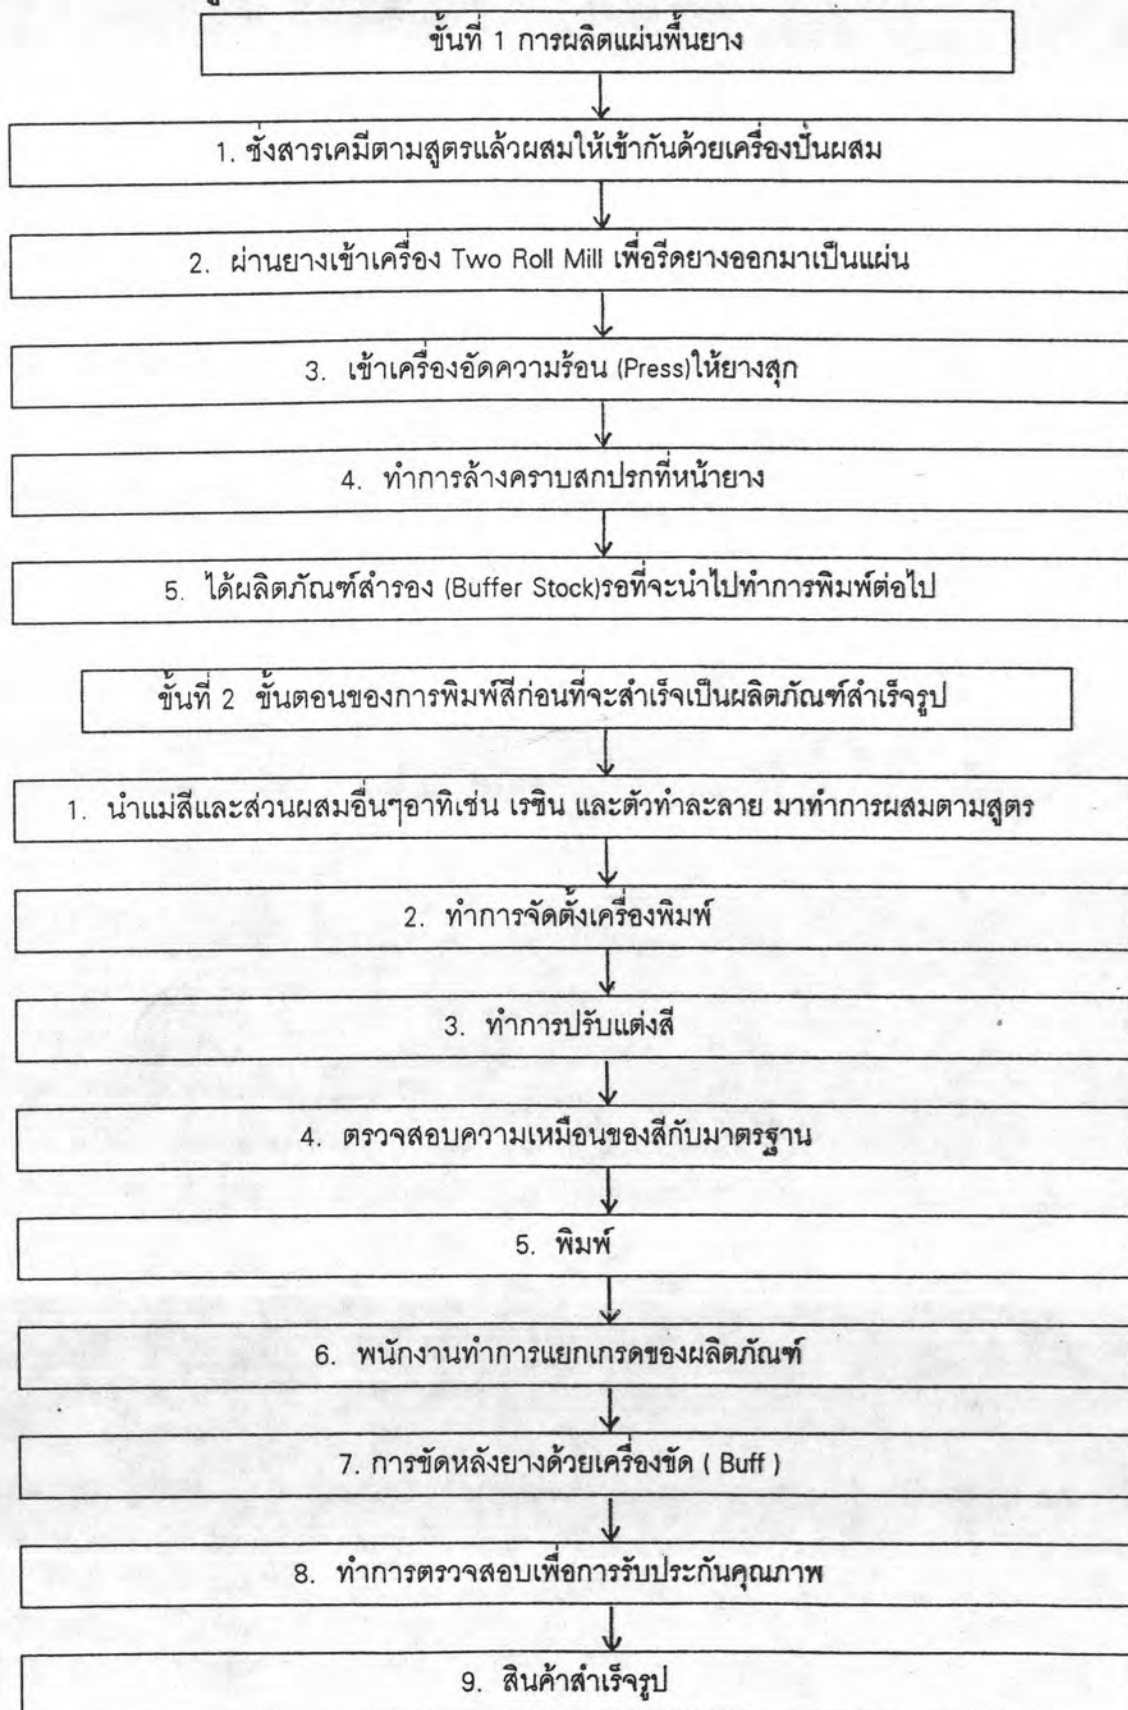 ขั้นที่ 1 การผลิตแผ่นพื้นยาง
1. ชั่งสารเคมีตามสูตรแล้วผสมให้เข้ากันด้วยเครื่องปั่นผสม
2. ผ่านยางเข้าเครื่อง Two Roll Mill เพื่อรีดยางออกมาเป็นแผ่น
3. เข้าเครื่องอัดความร้อน (Press)ให้ยางสุก
4. ทำการล้างคราบสกปรกที่หน้ายาง
5. ได้ผลิตภัณฑ์สำรอง (Buffer Stock)รอที่จะนำไปทำการพิมพ์ต่อไป
ขั้นที่ 2 ขั้นตอนของการพิมพ์สีก่อนที่จะสำเร็จเป็นผลิตภัณฑ์สำเร็จรูป
1. นำแม่สีและส่วนผสมอื่นๆอาทิเช่น เรซิน และตัวทำละลาย มาทำการผสมตามสูตร
2. ทำการจัดตั้งเครื่องพิมพ์
3. ทำการปรับแต่งสี
4. ตรวจสอบความเหมือนของสีกับมาตรฐาน
5. พิมพ์
6. พนักงานทำการแยกเกรดของผลิตภัณฑ์
7. การขัดหลังยางด้วยเครื่องขัด ( Buff )
8. ทำการตรวจสอบเพื่อการรับประกันคุณภาพ
9. สินค้าสำเร็จรูป